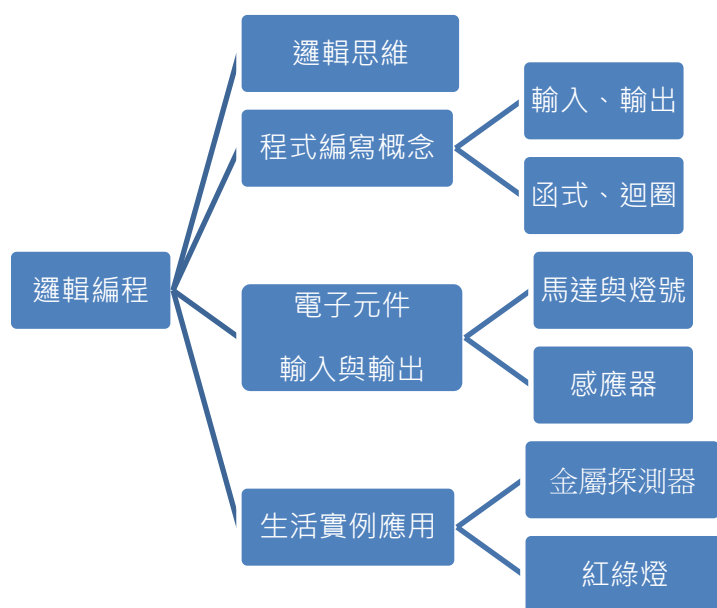 邏輯編程
邏輯思維
程式編寫概念
輸入、輸出
函式、迴圈
電子元件
輸入與輸出
馬達與燈號
感應器
生活實例應用
金屬探測器
紅綠燈